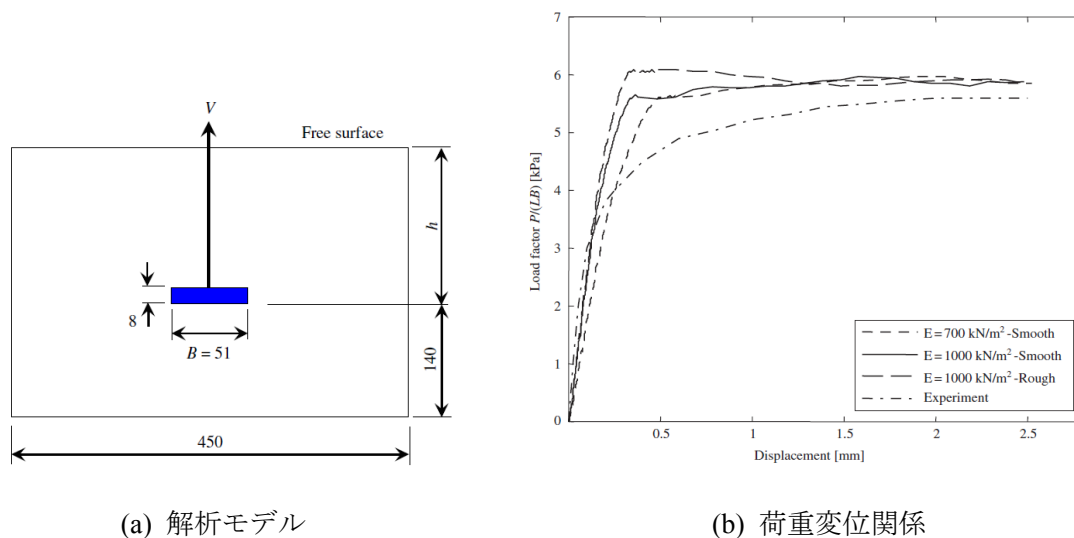 V
Free surface
h
8
B = 51
140
450
(a) 解析モデル
7
6
5
4
3
2
1
0
Load factor P/(LB) [kPa]
0.5
1
1.5
2
2.5
Displacement [mm]
E = 700 kN/m²-Smooth
E = 1000 kN/m²-Smooth
E = 1000 kN/m²-Rough
Experiment
(b) 荷重変位関係